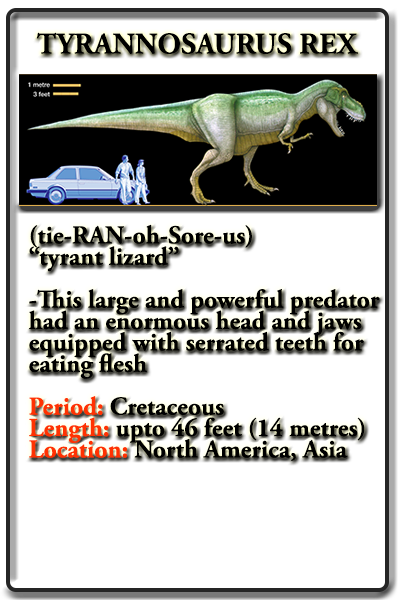 TYRANNOSAURUS REX
1 metre
3 feet
(tie-RAN-oh-Sore-us)
“tyrant lizard”
-This large and powerful predator
had an enormous head and jaws
equipped with serrated teeth for
eating flesh
Period: Cretaceous
Length: upto 46 feet (14 metres)
Location: North America, Asia